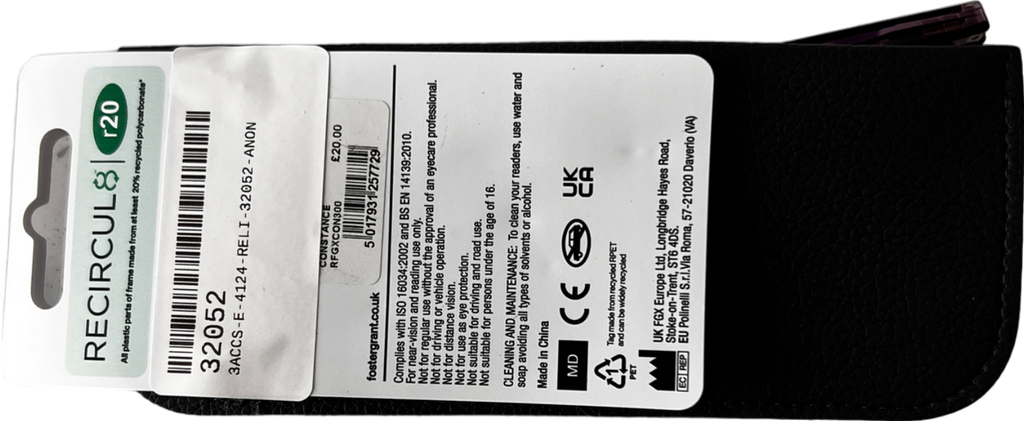 RECIRCUL8 r20
All plastic parts of frame made from at least 20% recycled polycarbonate*
32052
3ACCS-E-4124-RELI-32052-ANON
CONSTANCE £20.00
RFGXCON300
5 017931 257729
fostergrant.co.uk
Complies with ISO 16034:2002 and BS EN 14139:2010.
For near-vision and reading use only.
Not for regular use without the approval of an eyecare professional.
Not for driving or vehicle operation.
Not for distance vision.
Not for use as eye protection.
Not suitable for driving and road use.
Not suitable for persons under the age of 16.
CLEANING AND MAINTENANCE: To clean your readers, use water and
soap avoiding all types of solvents or alcohol.
Made in China
MD CE UK
CA
PET
Tag made from recycled RPET
and can be widely recycled
UK FGX Europe Ltd, Longbridge Hayes Road,
Stoke-on-Trent. ST6 4DS.
EC REP EU Polinelli S.r.l. Via Roma, 57-21020 Daverio (VA)